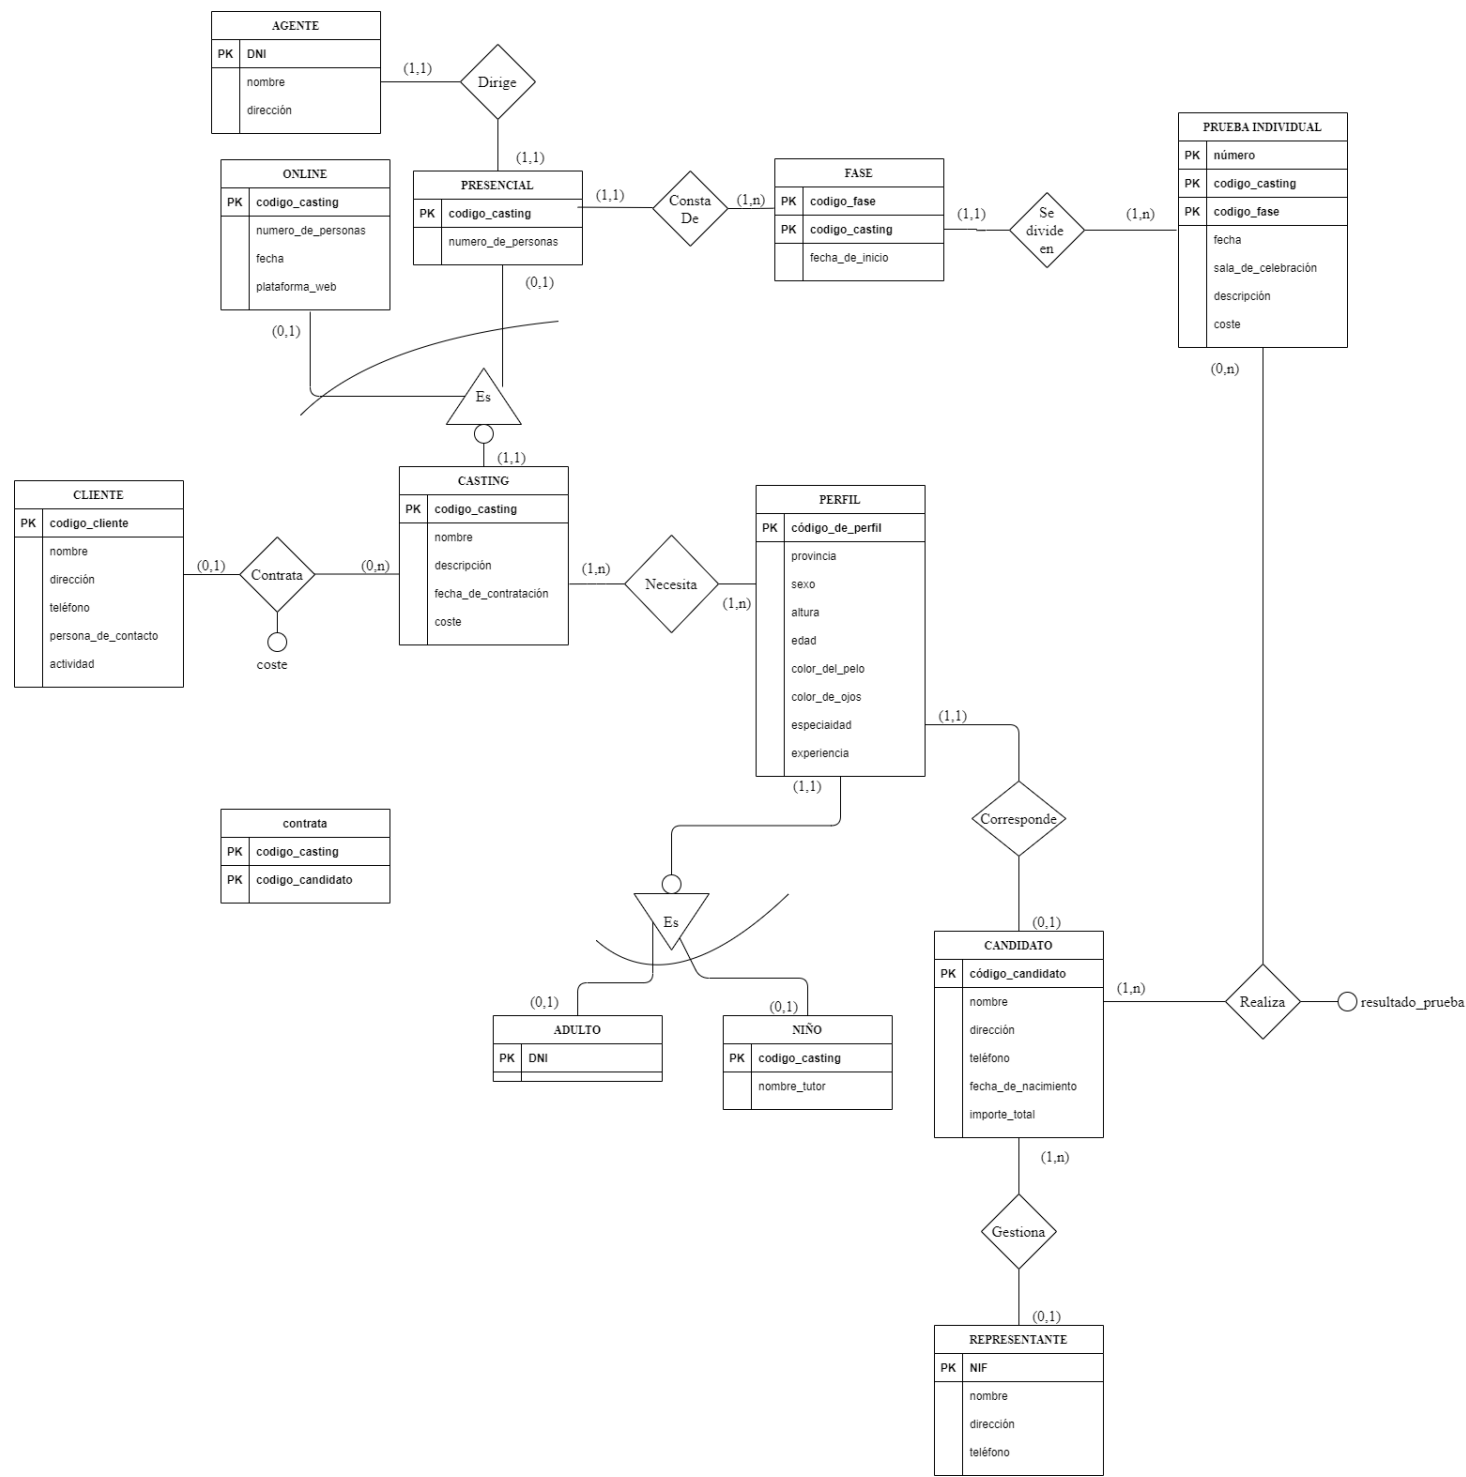 AGENTE
PK DNI
nombre
dirección
(1,1)
Dirige
(1,1)
ONLINE
PK codigo_casting
numero_de_personas
fecha
plataforma_web
(0,1)
PRESENCIAL
PK codigo_casting
numero_de_personas
(0,1)
(1,1)
Consta
De
(1,n)
FASE
PK codigo_fase
PK codigo_casting
fecha_de_inicio
(1,1)
Se
divide
en
(1,n)
PRUEBA INDIVIDUAL
PK número
PK codigo_casting
PK codigo_fase
fecha
sala_de_celebración
descripción
coste
(0,n)
Es
(1,1)
CLIENTE
PK codigo_cliente
nombre
dirección
teléfono
persona_de_contacto
actividad
(0,1)
Contrata
(0,n)
coste
CASTING
PK codigo_casting
nombre
descripción
fecha_de_contratación
coste
(1,n)
Necesita
(1,n)
PERFIL
PK código_de_perfil
provincia
sexo
altura
edad
color_del_pelo
color_de_ojos
especiaidad
experiencia
(1,1)
(1,1)
Corresponde
(0,1)
contrata
PK codigo_casting
PK codigo_candidato
Es
(0,1)
(0,1)
ADULTO
PK DNI
NIÑO
PK codigo_casting
nombre_tutor
CANDIDATO
PK código_candidato
nombre
dirección
teléfono
fecha_de_nacimiento
importe_total
(1,n)
Realiza
resultado_prueba
(1,n)
Gestiona
(0,1)
REPRESENTANTE
PK NIF
nombre
dirección
teléfono